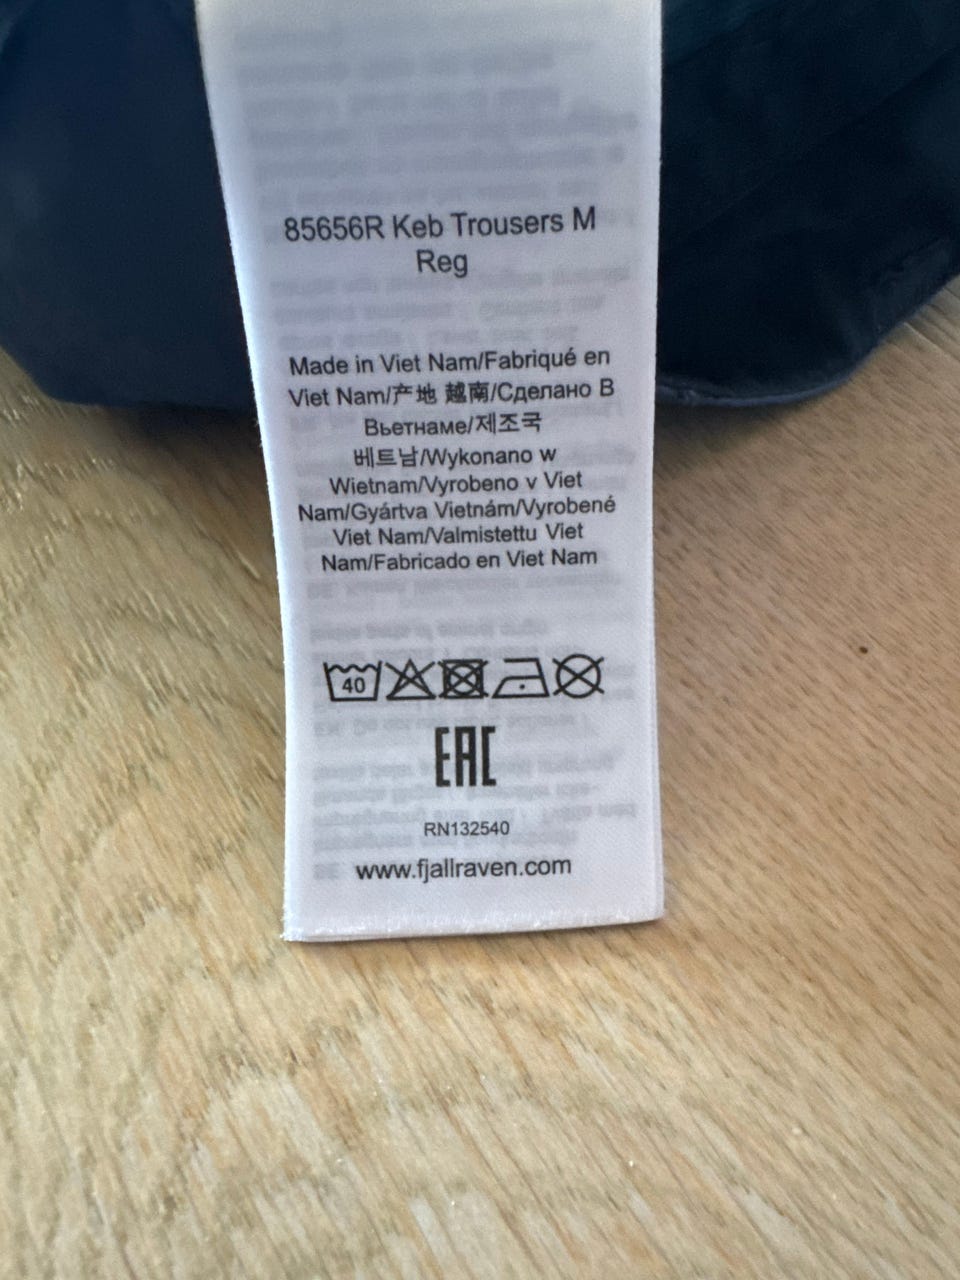 85656R Keb Trousers M
Reg
Made in Viet Nam/Fabriqué en
Viet Nam/产地 越南/Сделано В
Вьетнаме/제조국
베트남/Wykonano w
Wietnam/Vyrobeno v Viet
Nam/Gyártva Vietnám/Vyrobené
Viet Nam/Valmistettu Viet
Nam/Fabricado en Viet Nam
40
EAC
RN132540
www.fjallraven.com